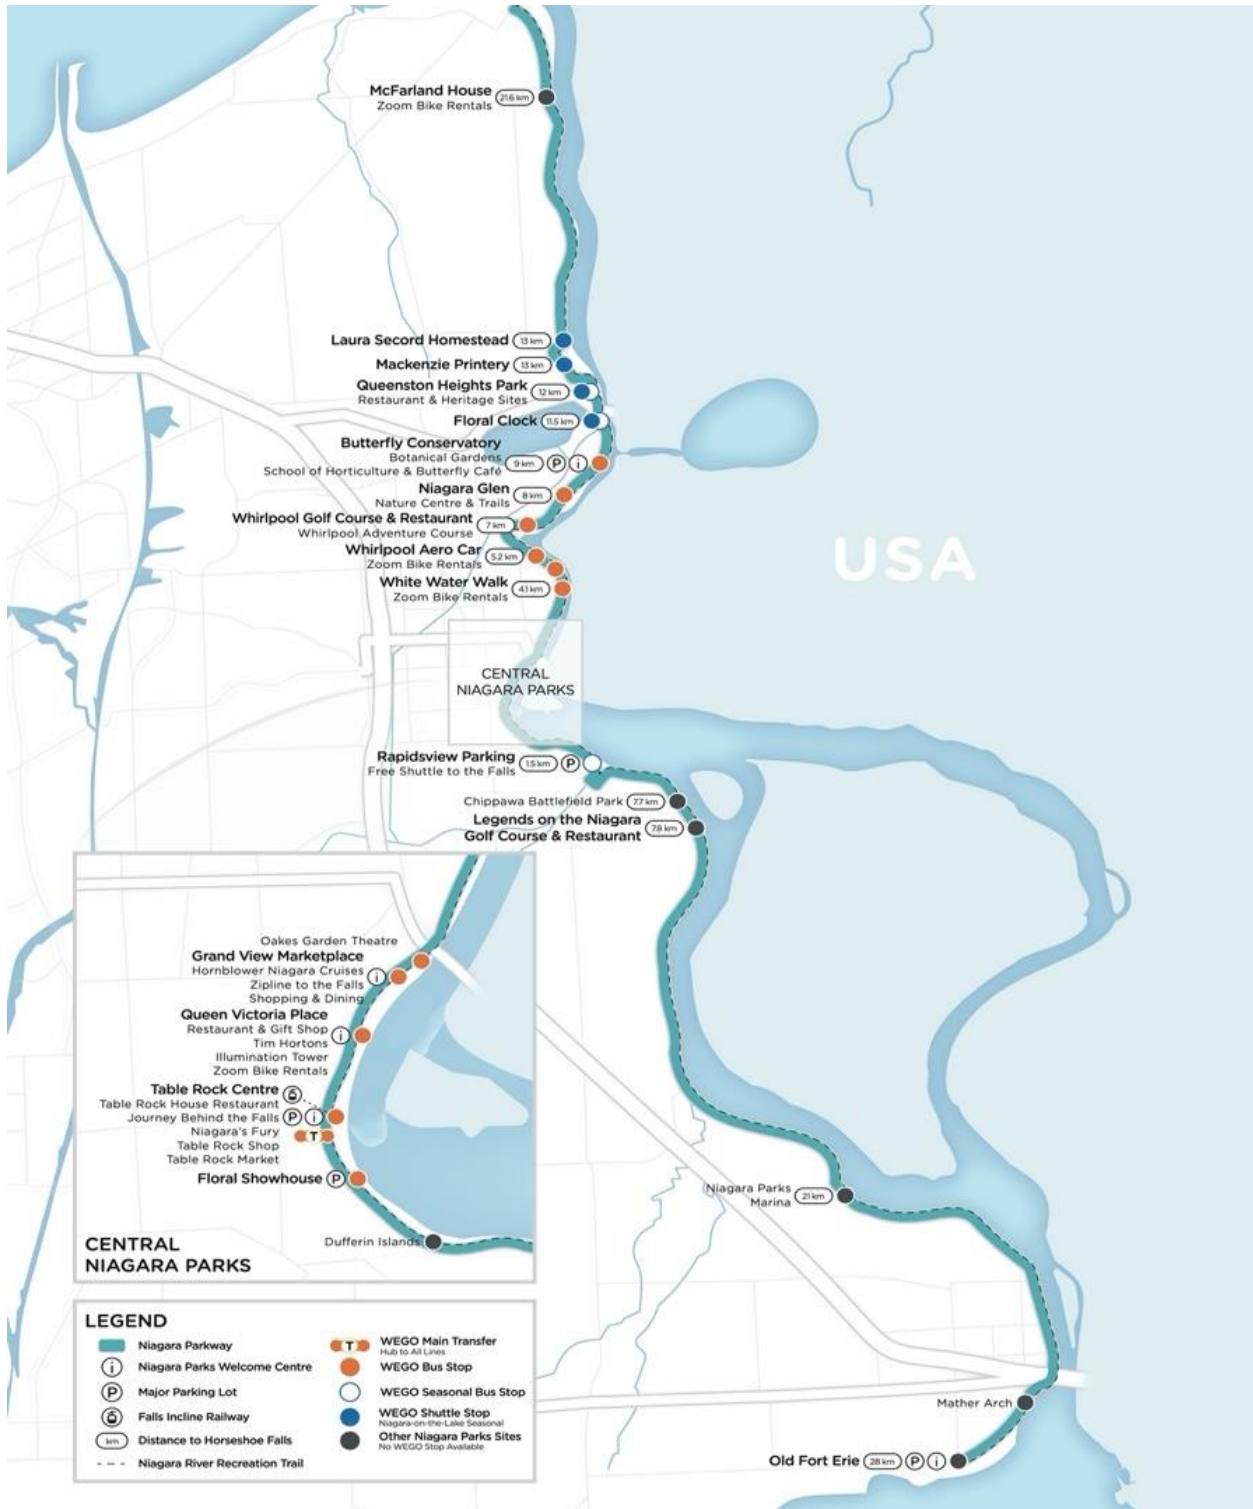 McFarland House
Zoom Bike Rentals
21.6 km
Laura Secord Homestead 13 km
Mackenzie Printery 13 km
Queenston Heights Park
Restaurant & Heritage Sites
12 km
Floral Clock 11.5 km
Butterfly Conservatory
Botanical Gardens
School of Horticulture & Butterfly Café
9 km P i
Niagara Glen
Nature Centre & Trails
8 km
Whirlpool Golf Course & Restaurant
Whirlpool Adventure Course
7 km
Whirlpool Aero Car
Zoom Bike Rentals
5.2 km
White Water Walk
Zoom Bike Rentals
4.1 km
USA
CENTRAL
NIAGARA PARKS
Rapidsview Parking
Free Shuttle to the Falls
1.5 km P
Chippawa Battlefield Park 7.7 km
Legends on the Niagara
Golf Course & Restaurant
7.8 km
Oakes Garden Theatre
Grand View Marketplace
Hornblower Niagara Cruises
i
Zipline to the Falls
Shopping & Dining
Queen Victoria Place
Restaurant & Gift Shop
i
Tim Hortons
Illumination Tower
Zoom Bike Rentals
Table Rock Centre
Table Rock House Restaurant
Journey Behind the Falls P i
Niagara's Fury
T
Table Rock Shop
Table Rock Market
Floral Showhouse P
Dufferin Islands
CENTRAL
NIAGARA PARKS
Niagara Parks
Marina
21 km
Mather Arch
Old Fort Erie 28 km P i
LEGEND
Niagara Parkway
i Niagara Parks Welcome Centre
P Major Parking Lot
Falls Incline Railway
km Distance to Horseshoe Falls
Niagara River Recreation Trail
T WEGO Main Transfer
Hub to All Lines
WEGO Bus Stop
WEGO Seasonal Bus Stop
WEGO Shuttle Stop
Niagara-on-the-Lake Seasonal
Other Niagara Parks Sites
No WEGO Stop Available